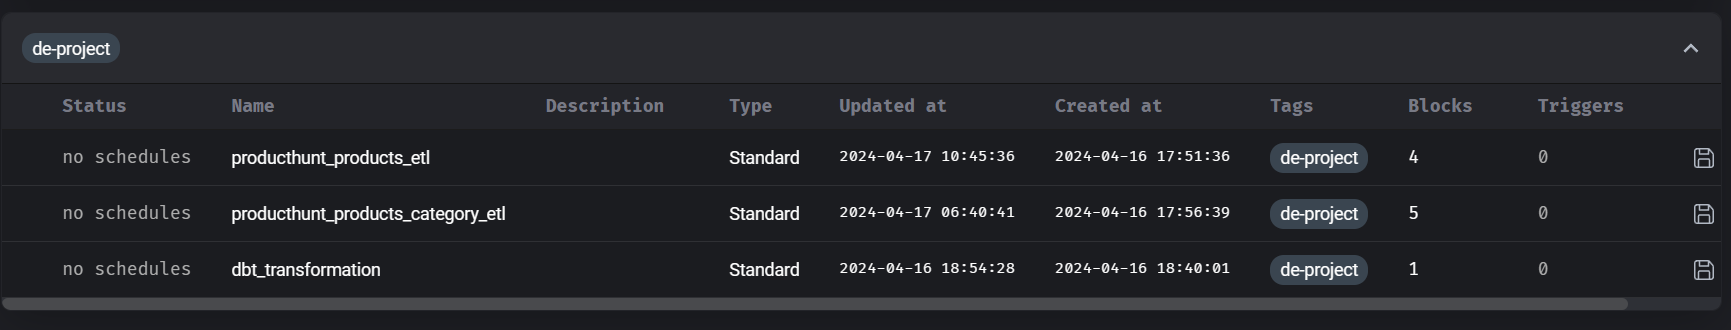 de-project
Status Name Description Type Updated at Created at Tags Blocks Triggers
no schedules producthunt_products_etl Standard 2024-04-17 10:45:36 2024-04-16 17:51:36 de-project 4 0
no schedules producthunt_products_category_etl Standard 2024-04-17 06:40:41 2024-04-16 17:56:39 de-project 5 0
no schedules dbt_transformation Standard 2024-04-16 18:54:28 2024-04-16 18:40:01 de-project 1 0